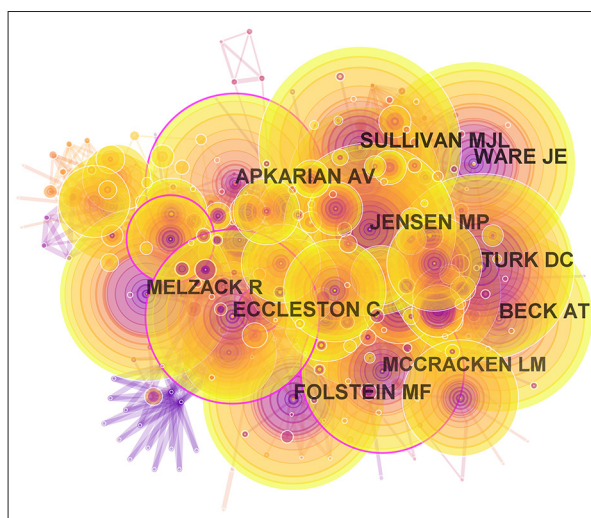 SULLIVAN MJL
WARE JE
APKARIAN AV
JENSEN MP
TURK DC
MELZACK R
ECCLESTON C
BECK AT
MCCRACKEN LM
FOLSTEIN MF